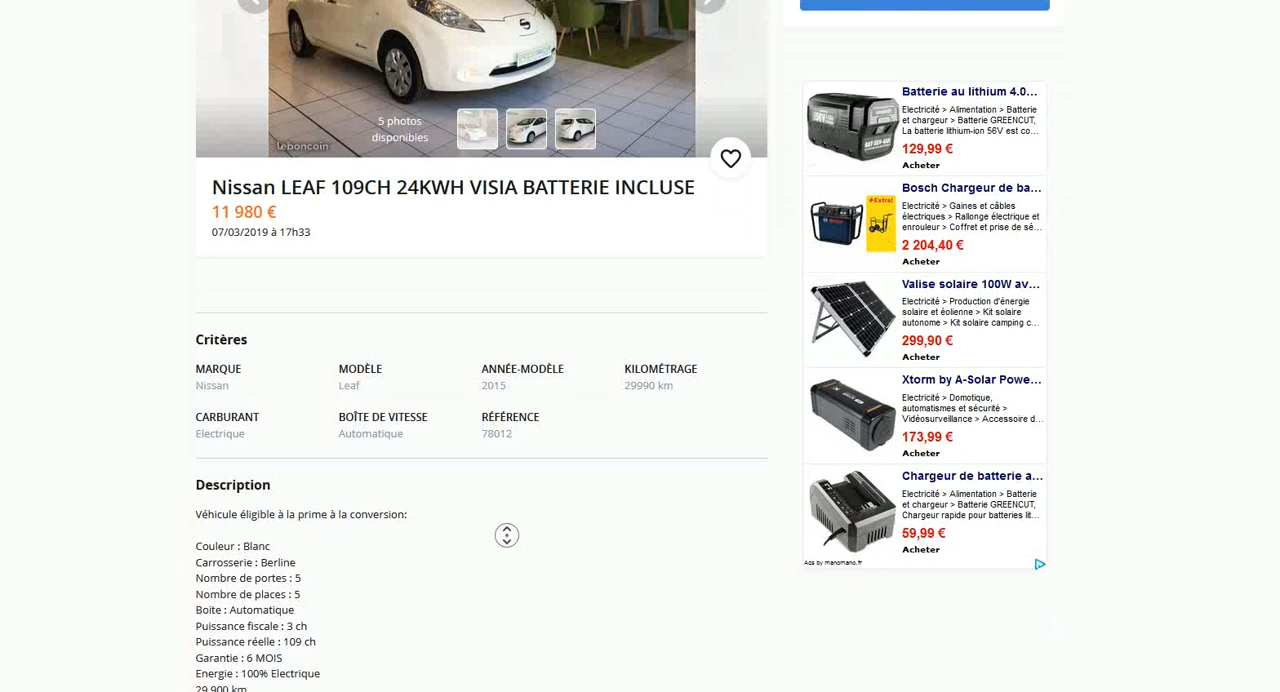 5 photos
disponibles
leboncoin
Nissan LEAF 109CH 24KWH VISIA BATTERIE INCLUSE
11 980 €
07/03/2019 à 17h33
Critères
MARQUE
Nissan
MODÈLE
Leaf
ANNÉE-MODÈLE
2015
KILOMÉTRAGE
29990 km
CARBURANT
Electrique
BOÎTE DE VITESSE
Automatique
RÉFÉRENCE
78012
Description
Véhicule éligible à la prime à la conversion:
Couleur : Blanc
Carrosserie : Berline
Nombre de portes : 5
Nombre de places : 5
Boite : Automatique
Puissance fiscale : 3 ch
Puissance réelle : 109 ch
Garantie : 6 MOIS
Energie : 100% Electrique
29 900 km
Batterie au lithium 4.0...
Electricité > Alimentation > Batterie
et chargeur > Batterie GREENCUT,
La batterie lithium-ion 56V est co...
129,99 €
Acheter
Bosch Chargeur de ba...
Electricité > Gaines et câbles
électriques > Rallonge électrique et
enrouleur > Coffret et prise de sé...
2 204,40 €
Acheter
+Extra!
Valise solaire 100W av...
Electricité > Production d'énergie
solaire et éolienne > Kit solaire
autonome > Kit solaire camping c...
299,90 €
Acheter
Xtorm by A-Solar Powe...
Electricité > Domotique,
automatismes et sécurité >
Vidéosurveillance > Accessoire d...
173,99 €
Acheter
Chargeur de batterie a...
Electricité > Alimentation > Batterie
et chargeur > Batterie GREENCUT,
Chargeur rapide pour batteries lit...
59,99 €
Acheter
Ads by manomano.fr